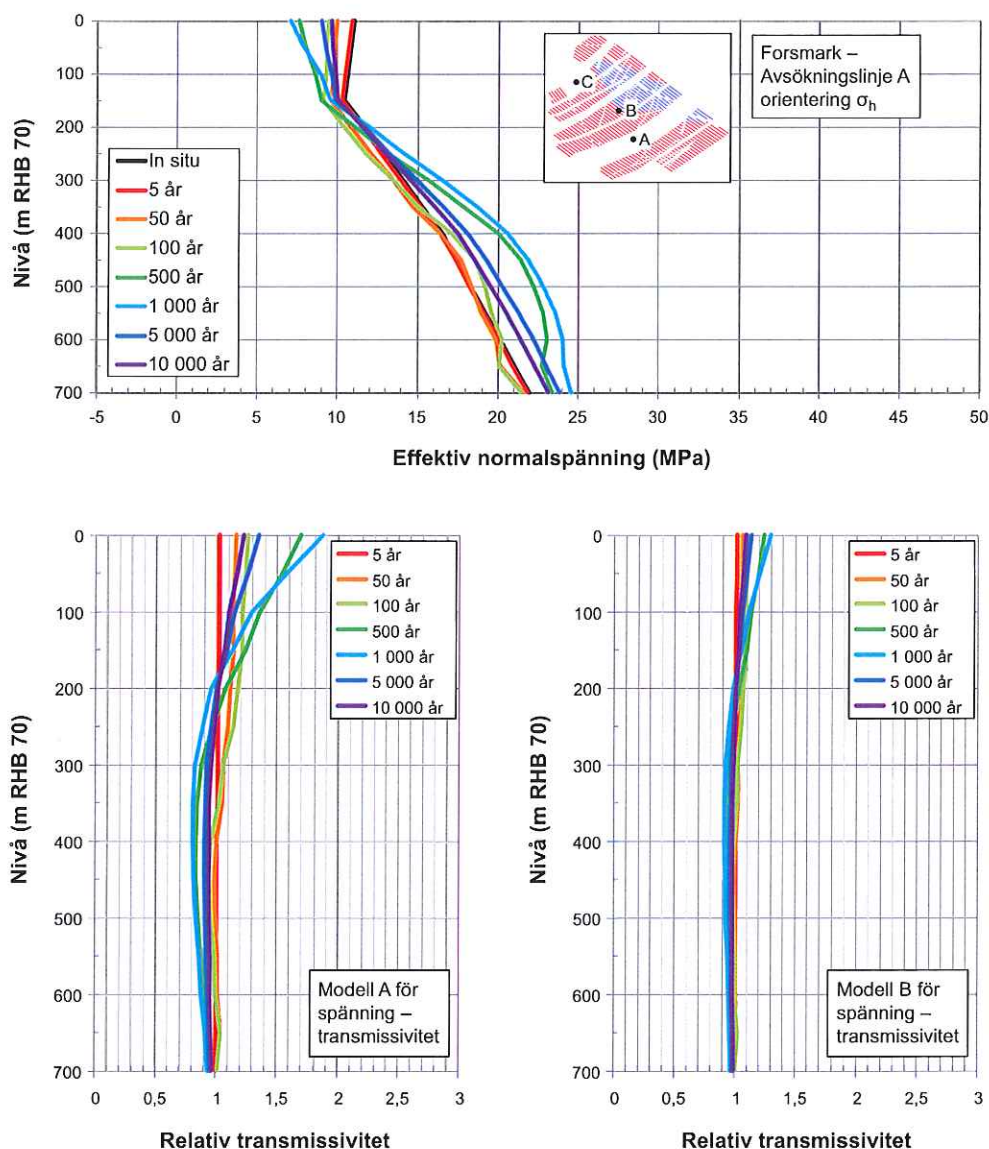 0
100
200
300
400
500
600
700
Nivå (m RHB 70)
In situ
5 år
50 år
100 år
500 år
1 000 år
5 000 år
10 000 år
C
B
A
Forsmark –
Avsökningslinje A
orientering σh
-5 0 5 10 15 20 25 30 35 40 45 50
Effektiv normalspänning (MPa)
0
100
200
300
400
500
600
700
Nivå (m RHB 70)
5 år
50 år
100 år
500 år
1 000 år
5 000 år
10 000 år
Modell A för
spänning –
transmissivitet
0 0,5 1 1,5 2 2,5 3
Relativ transmissivitet
0
100
200
300
400
500
600
700
Nivå (m RHB 70)
5 år
50 år
100 år
500 år
1 000 år
5 000 år
10 000 år
Modell B för
spänning –
transmissivitet
0 0,5 1 1,5 2 2,5 3
Relativ transmissivitet